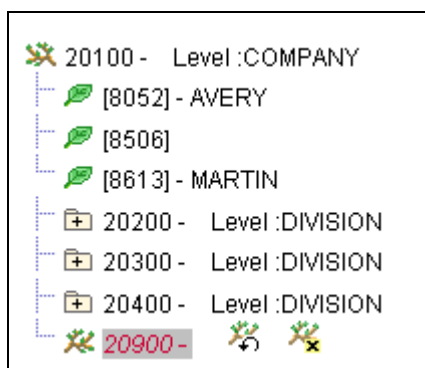 20100 - Level :COMPANY
[8052] - AVERY
[8506]
[8613] - MARTIN
20200 - Level :DIVISION
20300 - Level :DIVISION
20400 - Level :DIVISION
20900 -